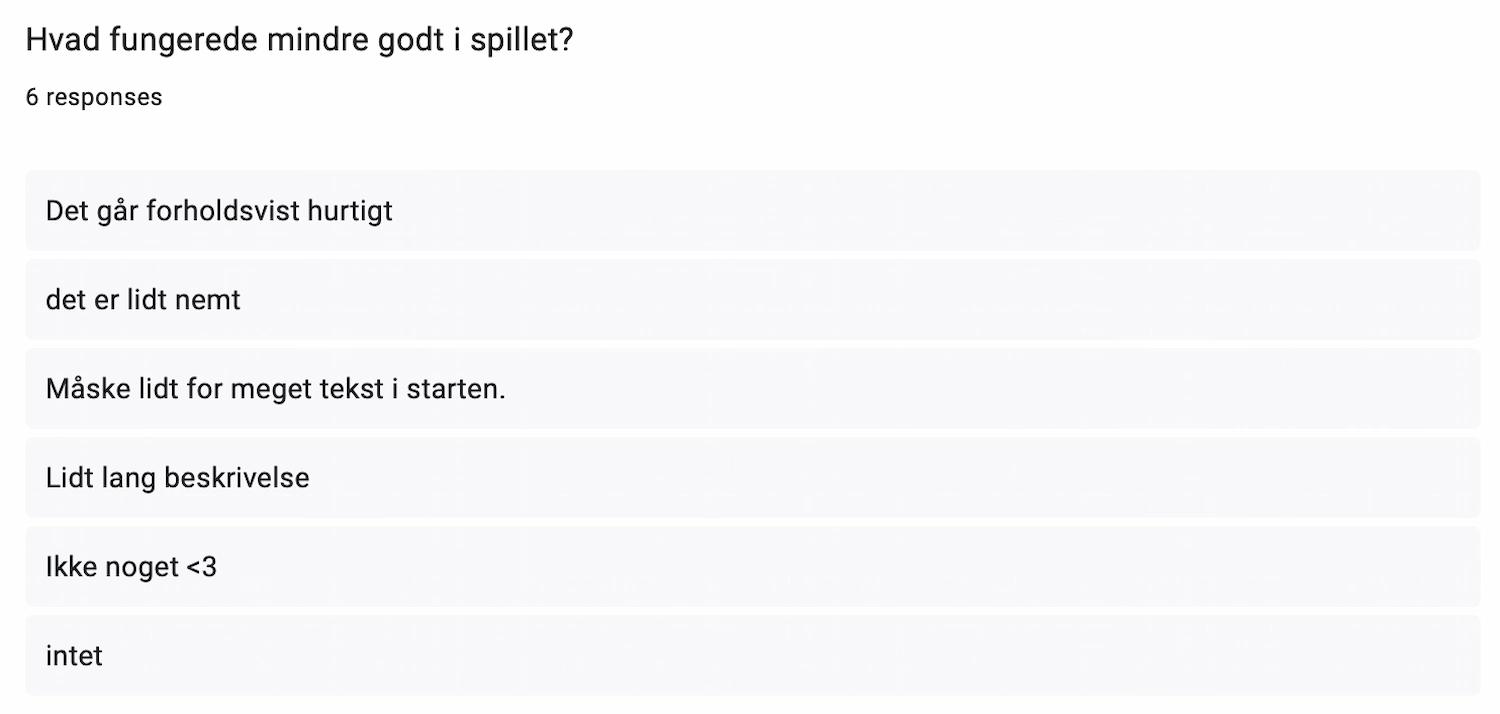 Hvad fungerede mindre godt i spillet?
6 responses
Det går forholdsvist hurtigt
det er lidt nemt
Måske lidt for meget tekst i starten.
Lidt lang beskrivelse
Ikke noget <3
intet